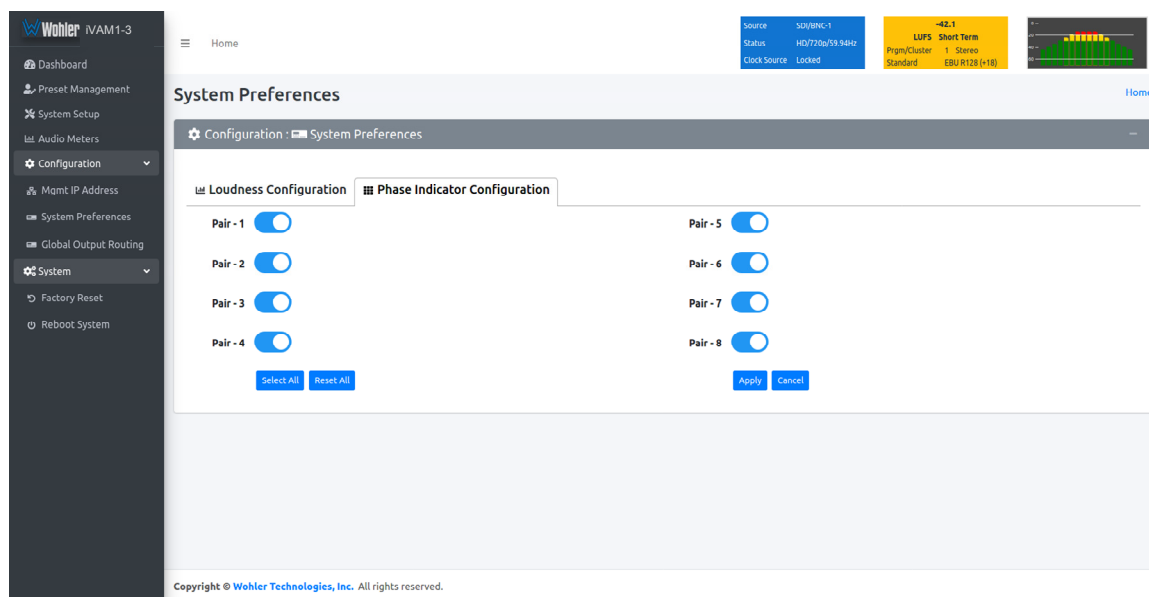 Wohler iVAM1-3
Dashboard
Preset Management
System Setup
Audio Meters
Configuration
Mgmt IP Address
System Preferences
Global Output Routing
System
Factory Reset
Reboot System
Home
Source SDI/BNC-1
Status HD/720p/59.94Hz
Clock Source Locked
-42.1
LUFS Short Term
Prgm/Cluster 1 Stereo
Standard EBU R128 (+18)
System Preferences
Home
Configuration : System Preferences
Loudness Configuration
Phase Indicator Configuration
Pair - 1
Pair - 5
Pair - 2
Pair - 6
Pair - 3
Pair - 7
Pair - 4
Pair - 8
Select All Reset All
Apply Cancel
Copyright © Wohler Technologies, Inc. All rights reserved.